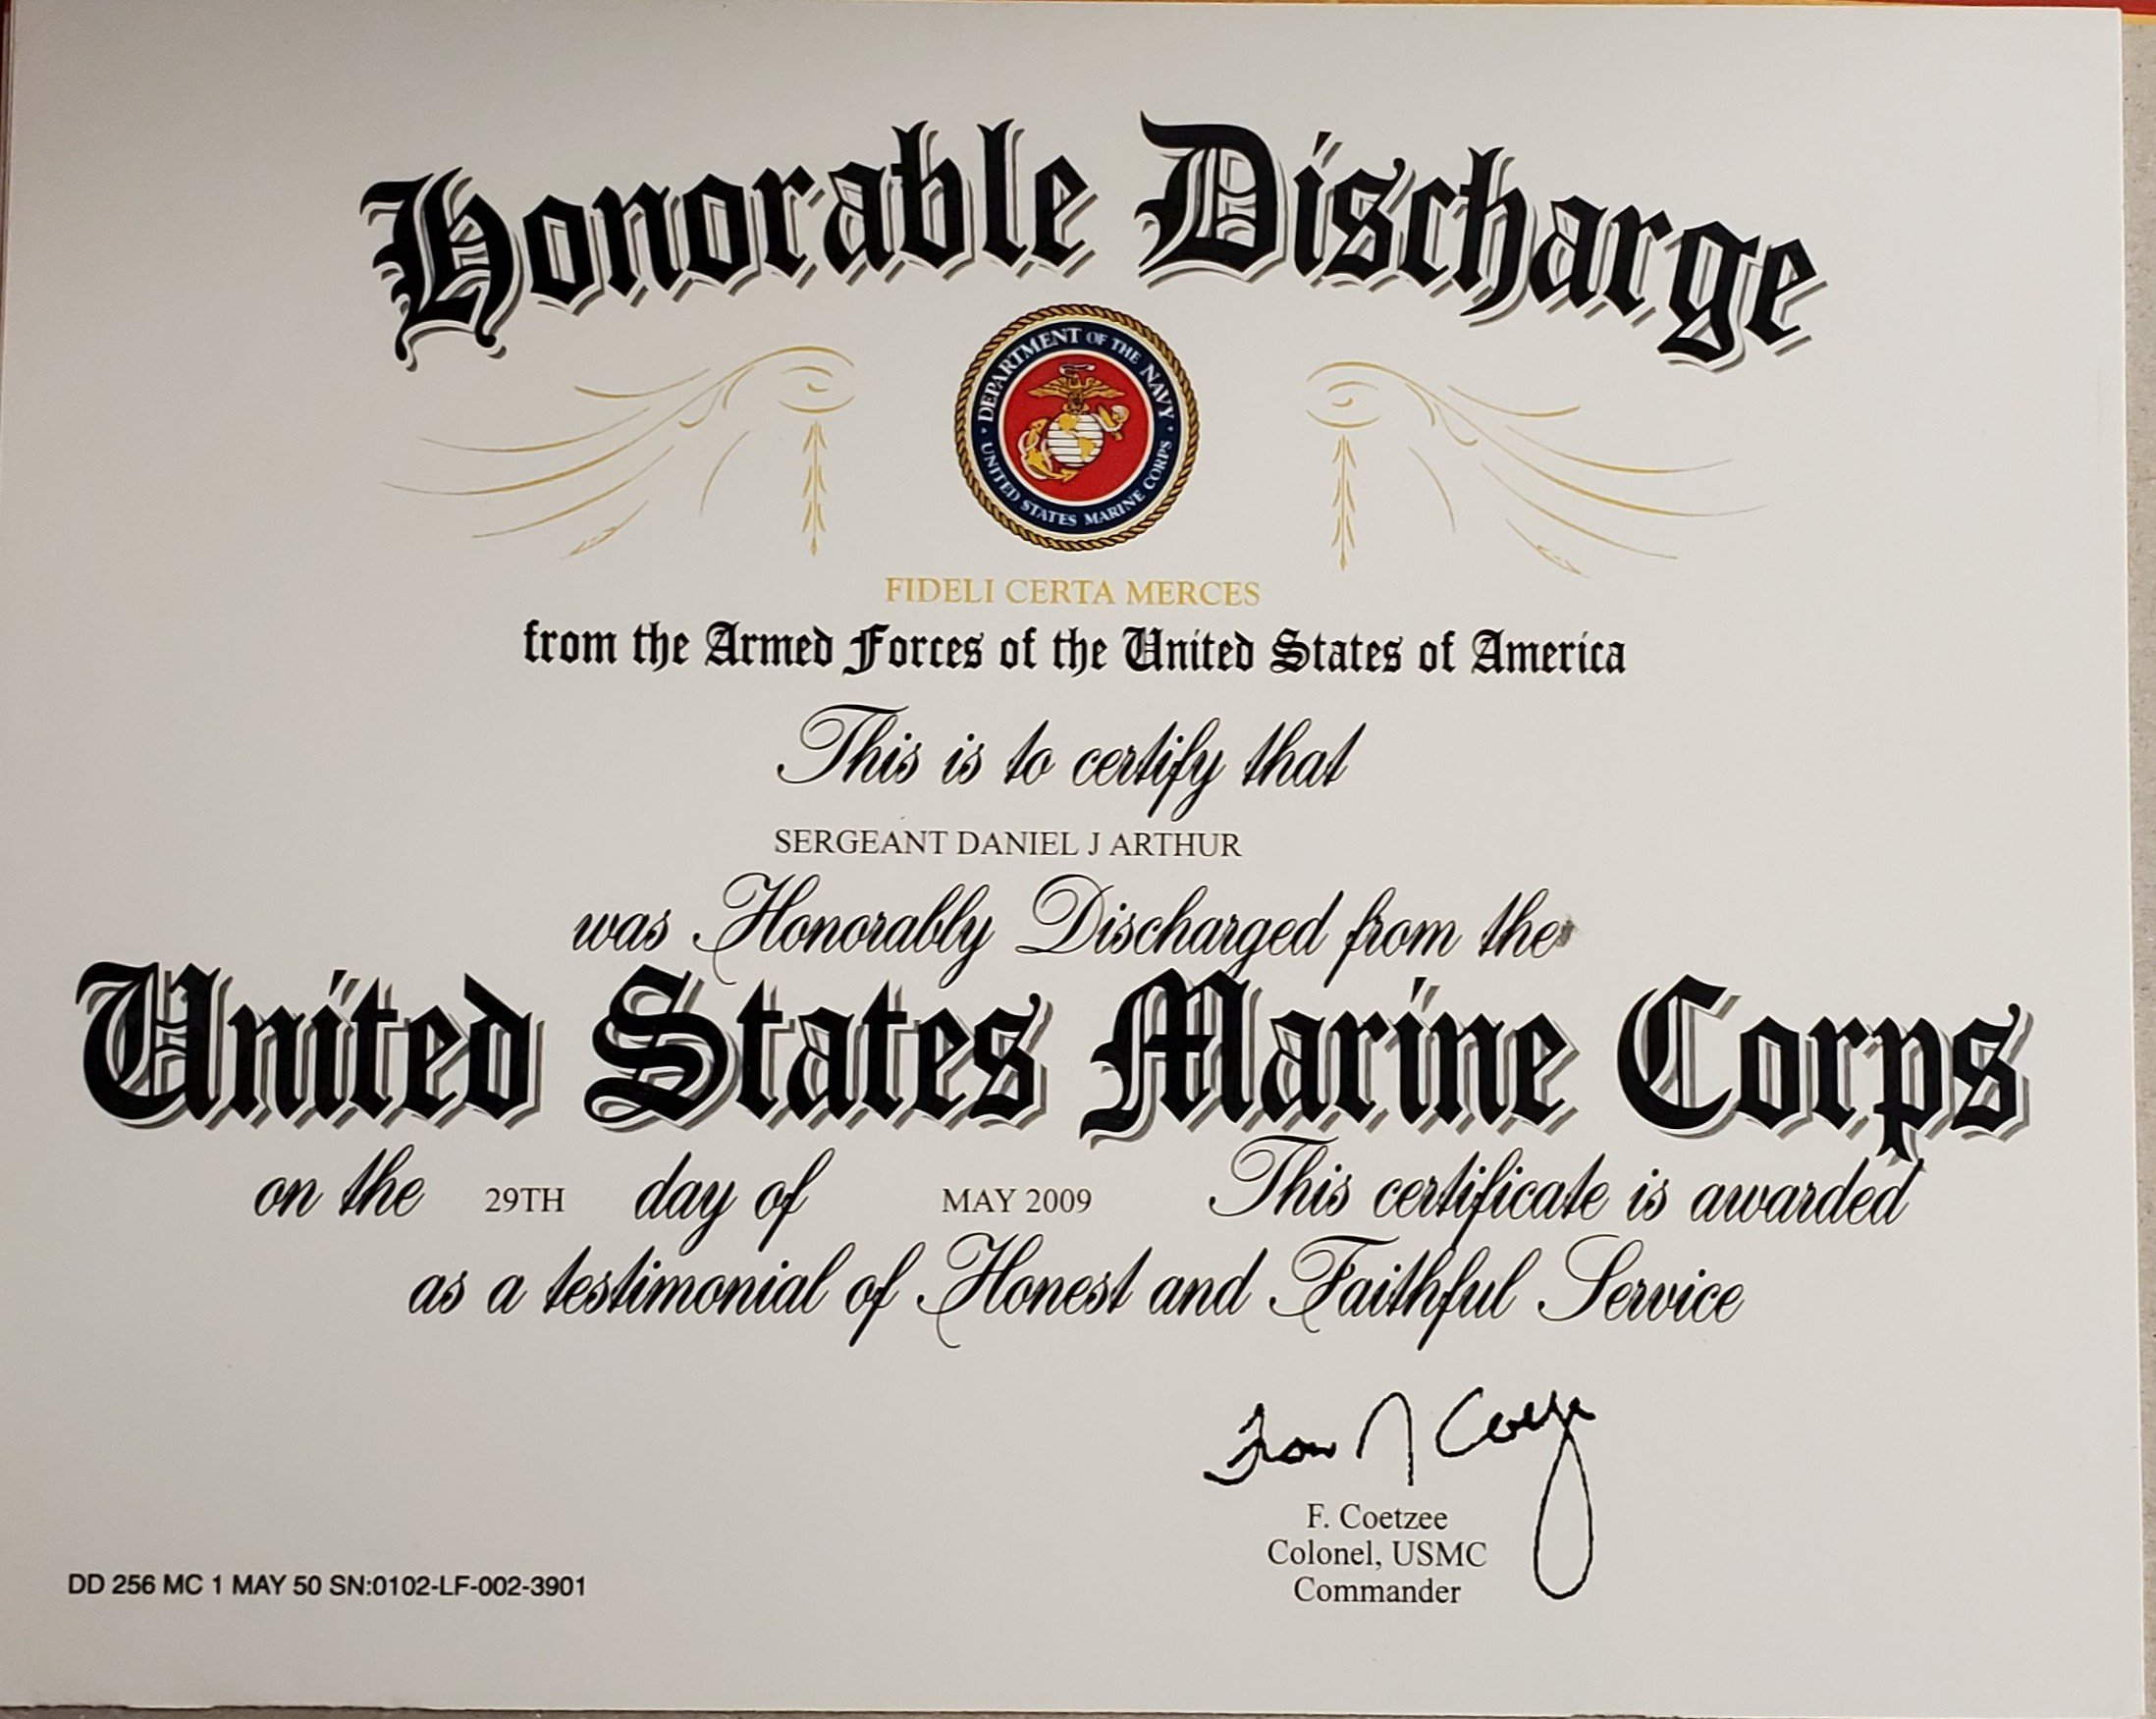 Honorable Discharge
DEPARTMENT OF THE NAVY
UNITED STATES MARINE CORPS
FIDELI CERTA MERCES
from the Armed Forces of the United States of America
This is to certify that
SERGEANT DANIEL J ARTHUR
was Honorably Discharged from the
United States Marine Corps
on the 29TH day of MAY 2009 This certificate is awarded
as a testimonial of Honest and Faithful Service
F. Coetzee
Colonel, USMC
Commander
DD 256 MC 1 MAY 50 SN:0102-LF-002-3901